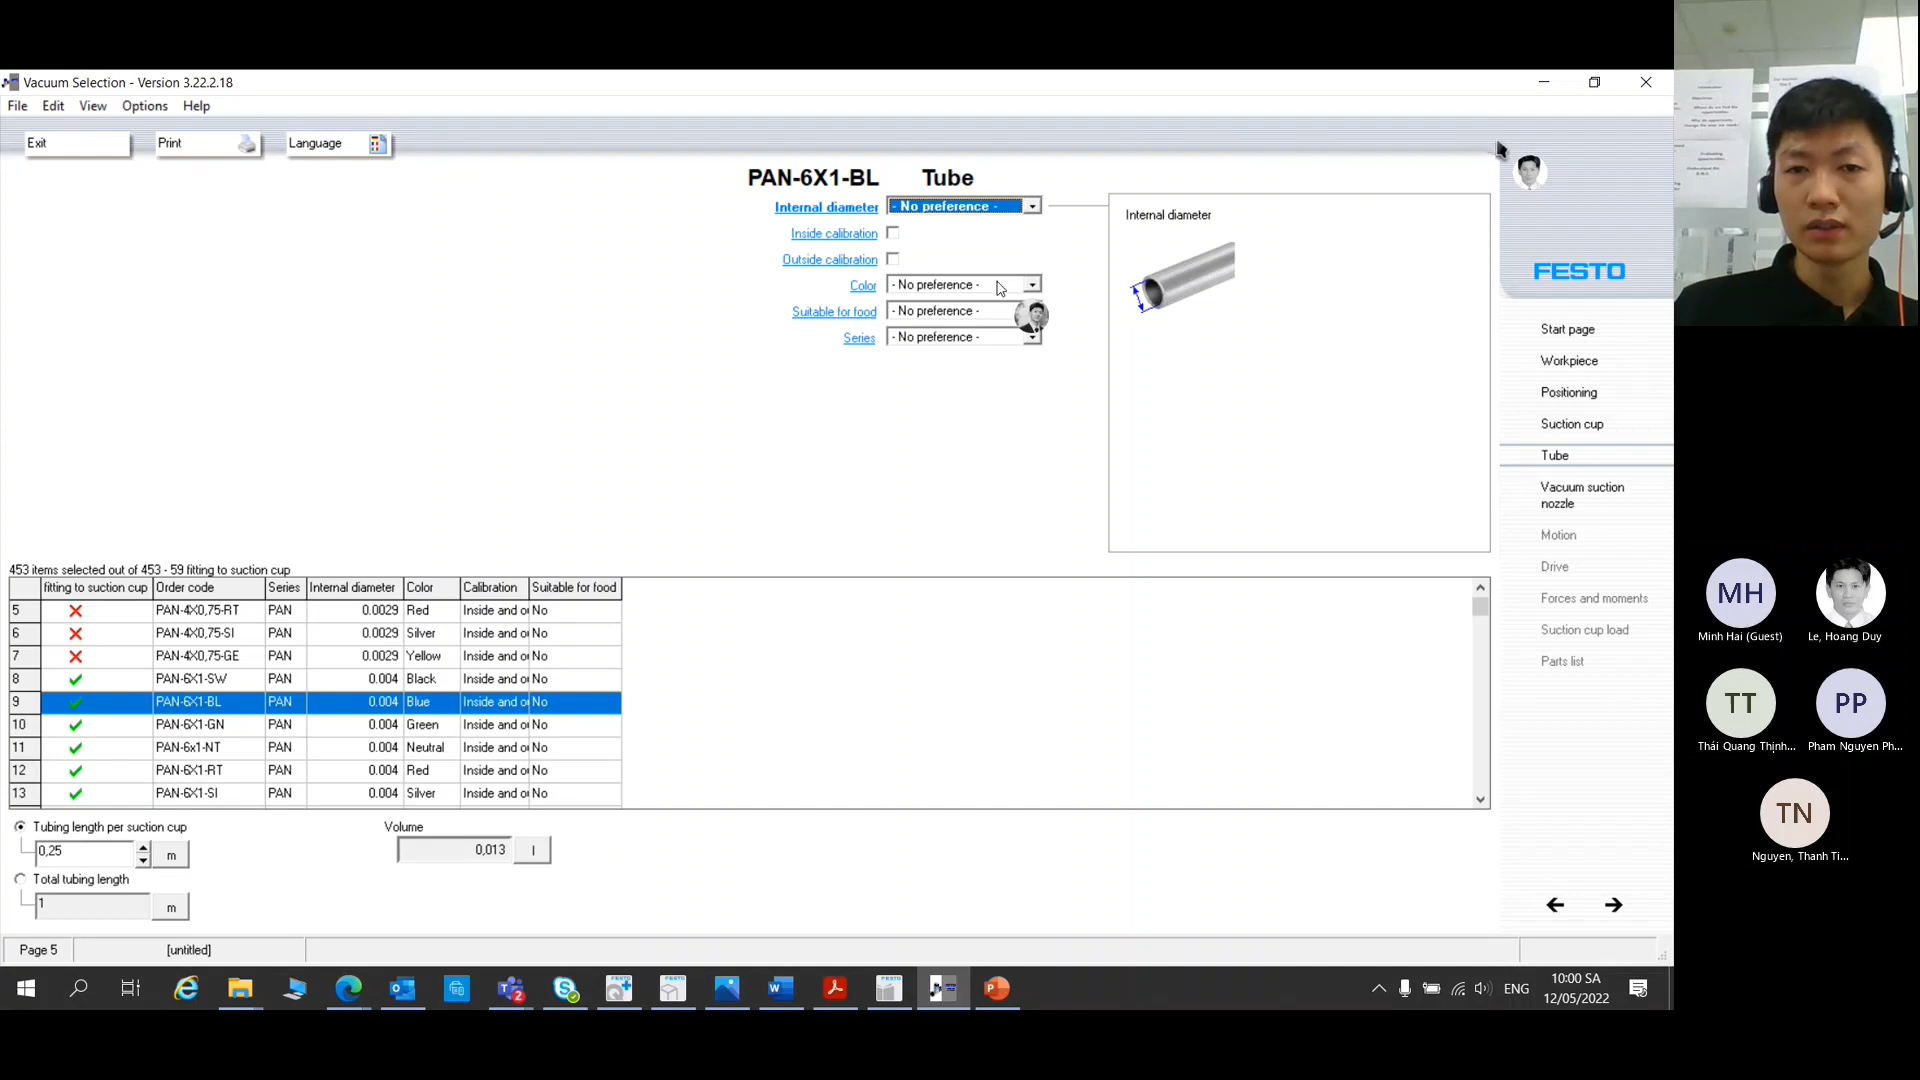 Vacuum Selection - Version 3.22.2.18
File Edit View Options Help
Exit Print Language
PAN-6X1-BL Tube
Internal diameter - No preference -
Inside calibration
Outside calibration
Color - No preference -
Suitable for food - No preference -
Series - No preference -
Internal diameter
FESTO
Start page
Workpiece
Positioning
Suction cup
Tube
Vacuum suction
nozzle
Motion
Drive
Forces and moments
Suction cup load
Parts list
453 items selected out of 453 - 59 fitting to suction cup
fitting to suction cup Order code Series Internal diameter Color Calibration Suitable for food
5 PAN-4X0,75-RT PAN 0.0029 Red Inside and o No
6 PAN-4X0,75-SI PAN 0.0029 Silver Inside and o No
7 PAN-4X0,75-GE PAN 0.0029 Yellow Inside and o No
8 PAN-6X1-SW PAN 0.004 Black Inside and o No
9 PAN-6X1-BL PAN 0.004 Blue Inside and o No
10 PAN-6X1-GN PAN 0.004 Green Inside and o No
11 PAN-6x1-NT PAN 0.004 Neutral Inside and o No
12 PAN-6X1-RT PAN 0.004 Red Inside and o No
13 PAN-6X1-SI PAN 0.004 Silver Inside and o No
Tubing length per suction cup Volume
0,25 m 0,013 l
Total tubing length
1 m
Page 5 [untitled]
ENG 10:00 SA
12/05/2022
MH
Minh Hai (Guest) Le, Hoang Duy
TT PP
Thái Quang Thịnh... Pham Nguyen Ph...
TN
Nguyen, Thanh Ti...